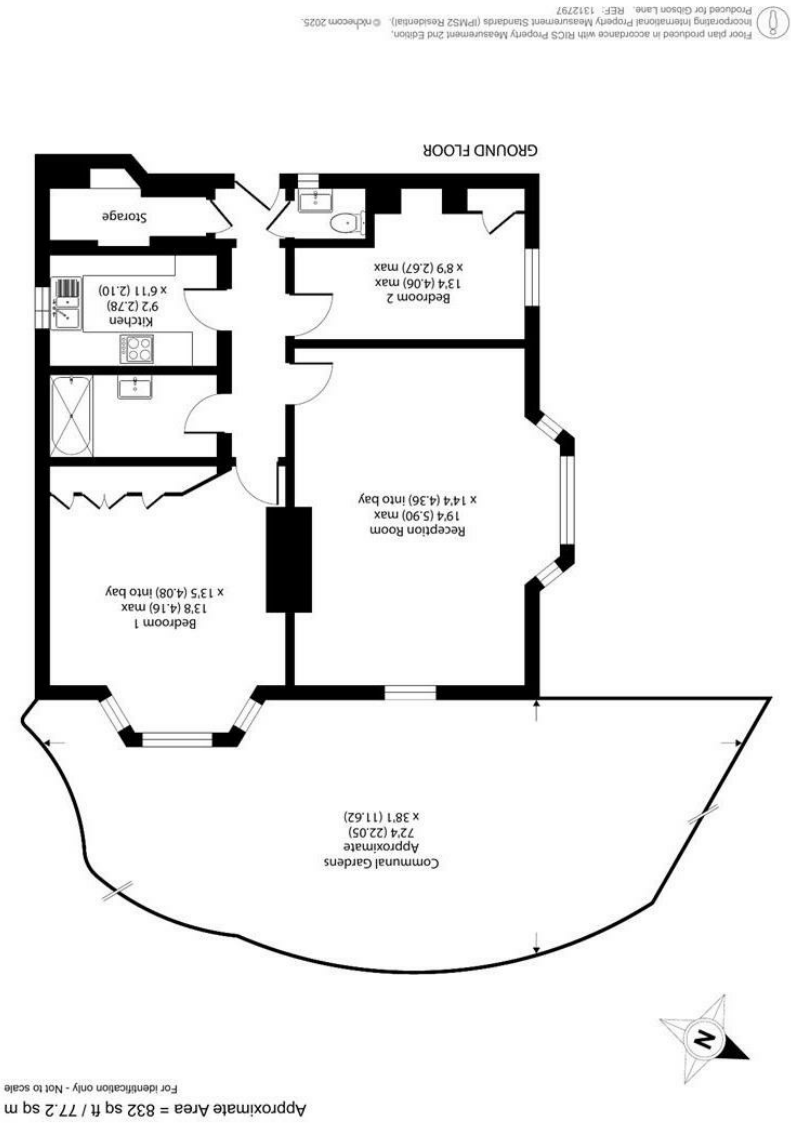 Approximate Area = 832 sq ft / 77.2 sq m
For identification only - Not to scale
N
Communal Gardens
Approximate
72'4 (22.05)
x 38'1 (11.62)
Bedroom 1
13'8 (4.16) max
x 13'5 (4.08) into bay
Reception Room
19'4 (5.90) max
x 14'4 (4.36) into bay
Kitchen
9'2 (2.78)
x 6'11 (2.10)
Bedroom 2
13'4 (4.06) max
x 8'9 (2.67) max
Storage
GROUND FLOOR
Floor plan produced in accordance with RICS Property Measurement 2nd Edition,
Incorporating International Property Measurement Standards (IPMS2 Residential). © nichecom 2025.
Produced for Gibson Lane. REF: 1312797